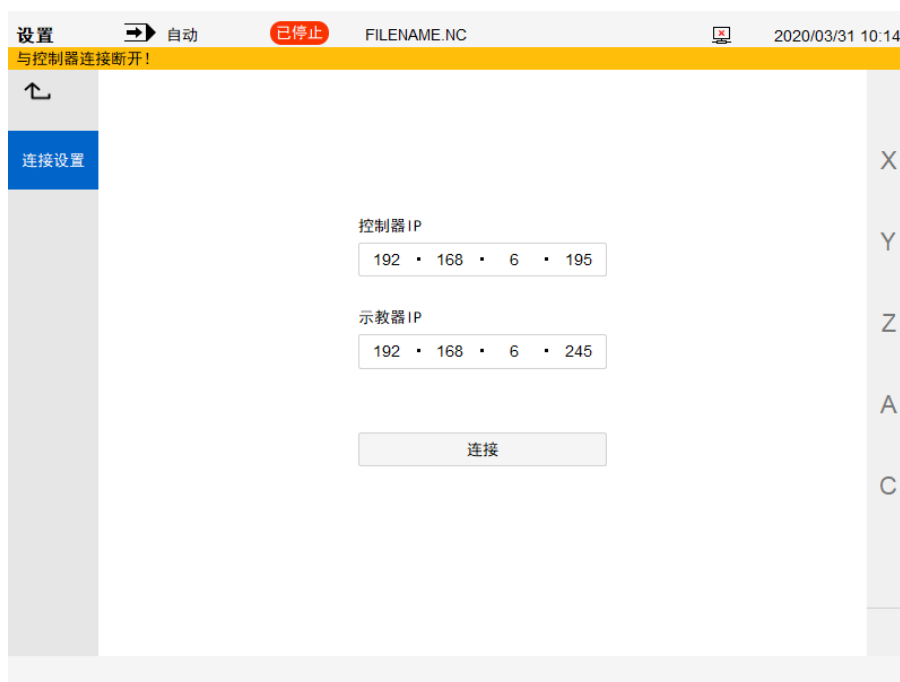 设置 自动 已停止 FILENAME.NC 2020/03/31 10:14
与控制器连接断开!
连接设置
X
控制器IP
Y
192 · 168 · 6 · 195
示教器IP
Z
192 · 168 · 6 · 245
A
连接
C